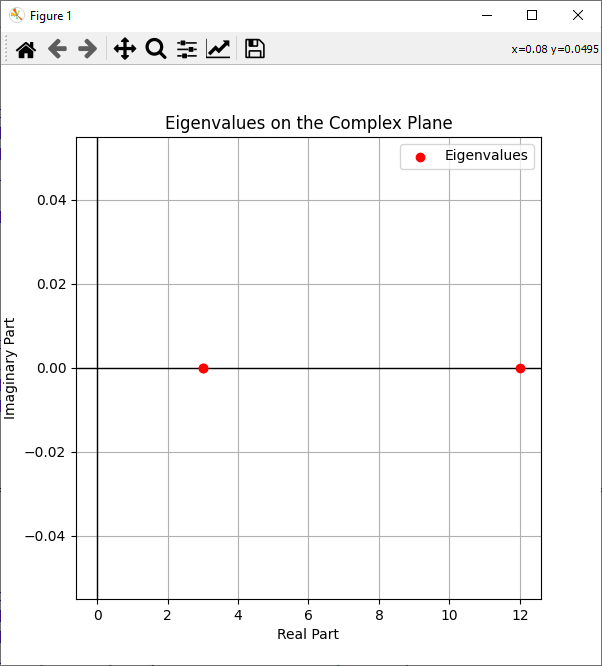 Figure 1
x=0.08 y=0.0495
Eigenvalues on the Complex Plane
Eigenvalues
0.04
0.02
0.00
−0.02
−0.04
Imaginary Part
0 2 4 6 8 10 12
Real Part